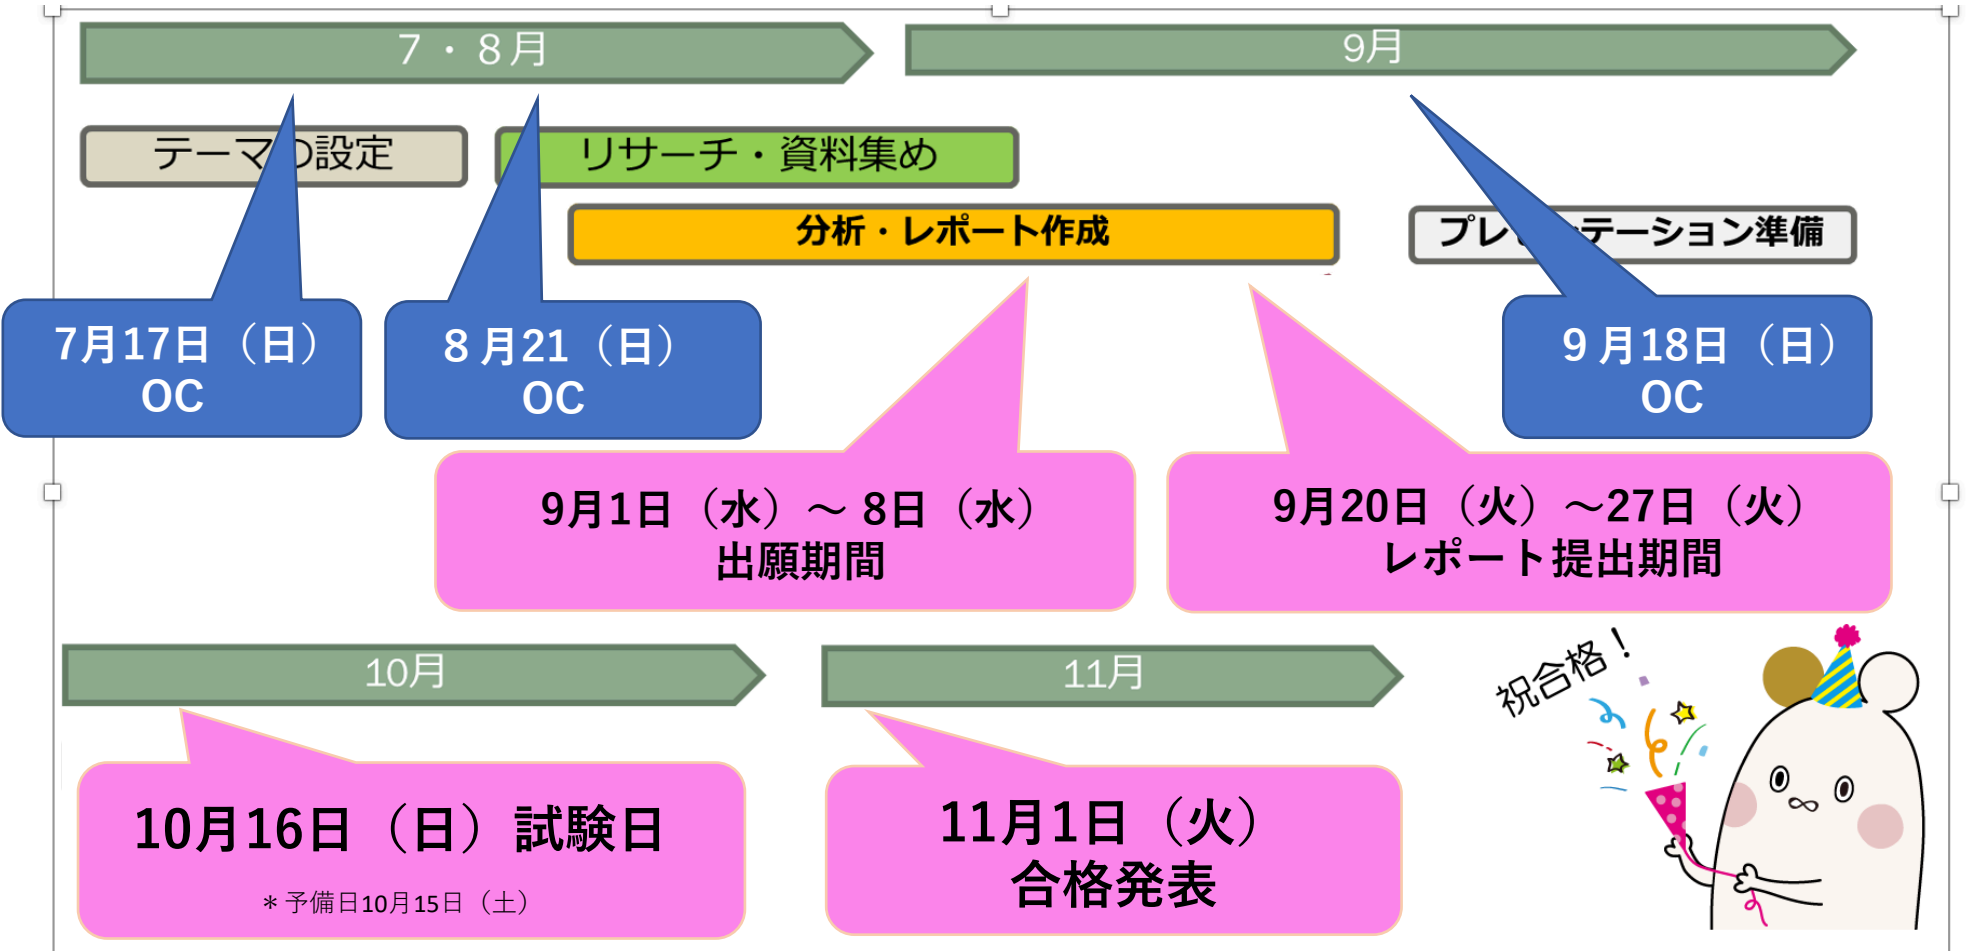 7・8月
9月
テーマの設定
リサーチ・資料集め
分析・レポート作成
プレ
テーション準備
7月17日（日）
OC
8月21（日）
OC
9月18日（日）
OC
9月1日（水）～8日（水）
出願期間
9月20日（火）～27日（火）
レポート提出期間
10月
11月
祝合格！
10月16日（日）試験日
＊予備日10月15日（土）
11月1日（火）
合格発表